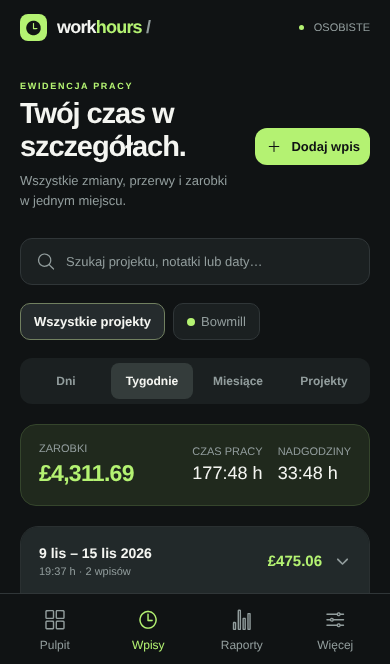 workhours /
OSOBISTE
EWIDENCJA PRACY
Twój czas w
szczegółach.
Dodaj wpis
Wszystkie zmiany, przerwy i zarobki
w jednym miejscu.
Szukaj projektu, notatki lub daty…
Wszystkie projekty
Bowmill
Dni
Tygodnie
Miesiące
Projekty
ZAROBKI
£4,311.69
CZAS PRACY
177:48 h
NADGODZINY
33:48 h
9 lis – 15 lis 2026
19:37 h · 2 wpisów
£475.06
Pulpit
Wpisy
Raporty
Więcej